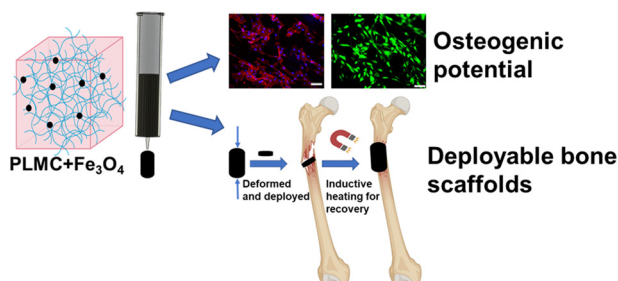 Osteogenic
potential
PLMC+Fe₃O₄
Deformed
and deployed
Inductive
heating for
recovery
Deployable bone
scaffolds